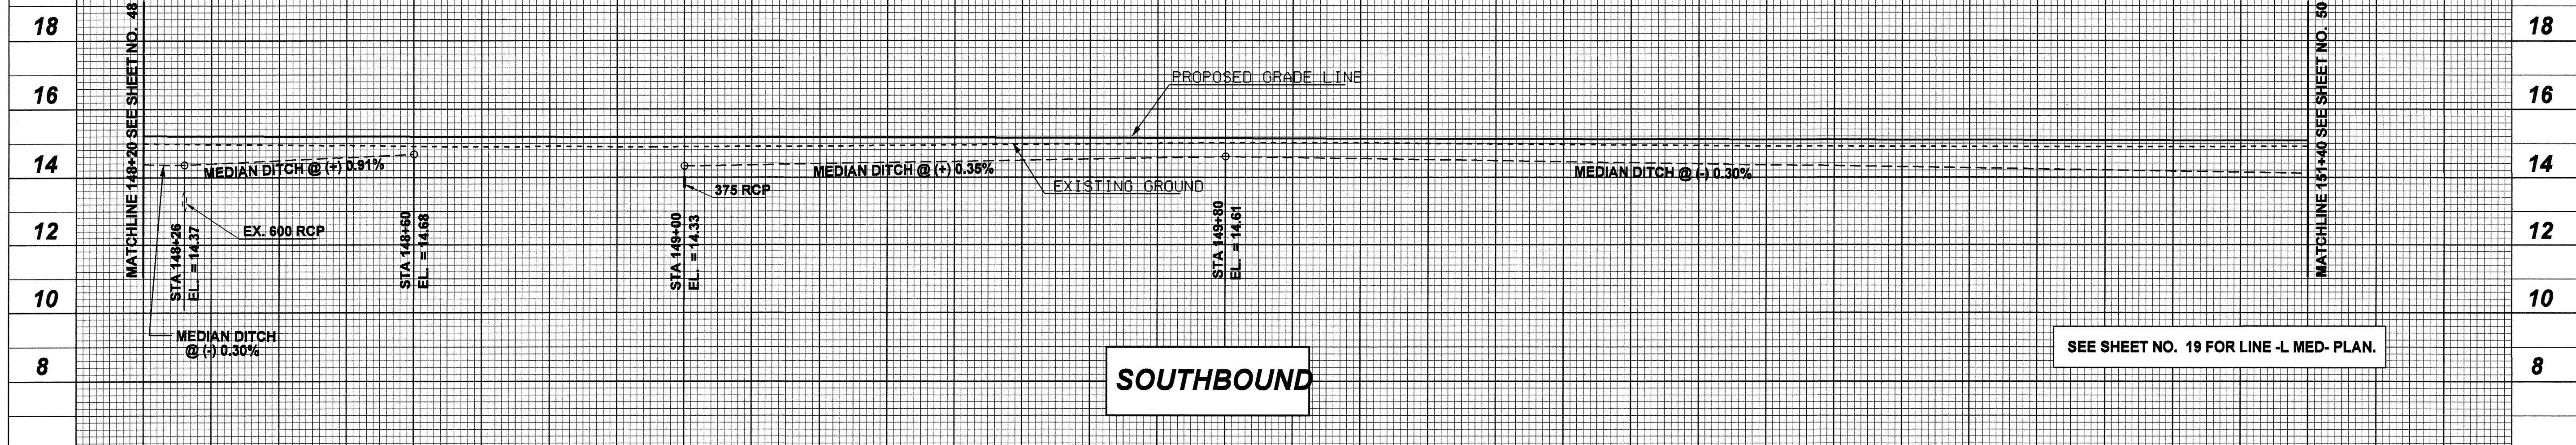 18
16
14
12
10
8
MATCHLINE 148+20 SEE SHEET NO. 48
MEDIAN DITCH @ (+) 0.91%
EX. 600 RCP
STA 148+26
EL. = 14.37
MEDIAN DITCH
@ (-) 0.30%
STA 148+60
EL. = 14.68
375 RCP
STA 149+00
EL. = 14.33
MEDIAN DITCH @ (+) 0.35%
PROPOSED GRADE LINE
EXISTING GROUND
STA 149+80
EL. = 14.61
SOUTHBOUND
MEDIAN DITCH @ (-) 0.30%
MATCHLINE 151+40 SEE SHEET NO. 50
SEE SHEET NO. 19 FOR LINE -L MED- PLAN.
18
16
14
12
10
8